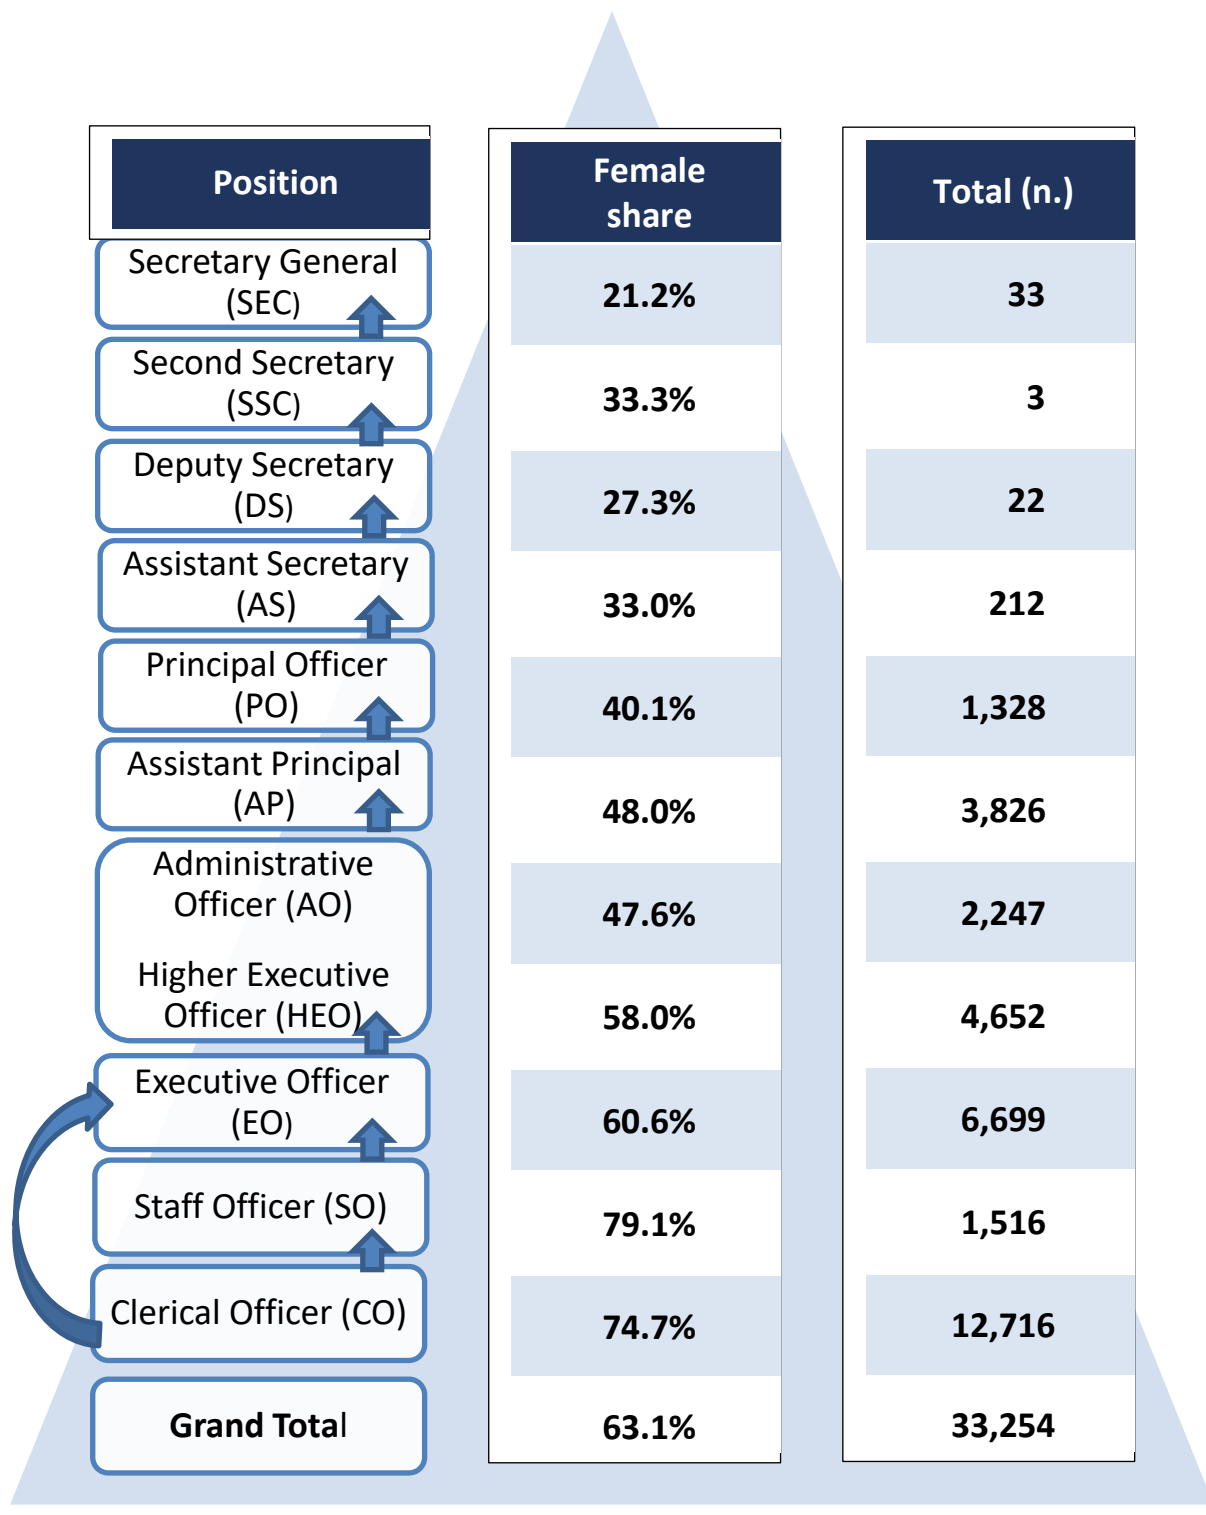 Position
Female
share
Total (n.)
Secretary General
(SEC)
21.2%
33
Second Secretary
(SSC)
33.3%
3
Deputy Secretary
(DS)
27.3%
22
Assistant Secretary
(AS)
33.0%
212
Principal Officer
(PO)
40.1%
1,328
Assistant Principal
(AP)
48.0%
3,826
Administrative
Officer (AO)
47.6%
2,247
Higher Executive
Officer (HEO)
58.0%
4,652
Executive Officer
(EO)
60.6%
6,699
Staff Officer (SO)
79.1%
1,516
Clerical Officer (CO)
74.7%
12,716
Grand Total
63.1%
33,254